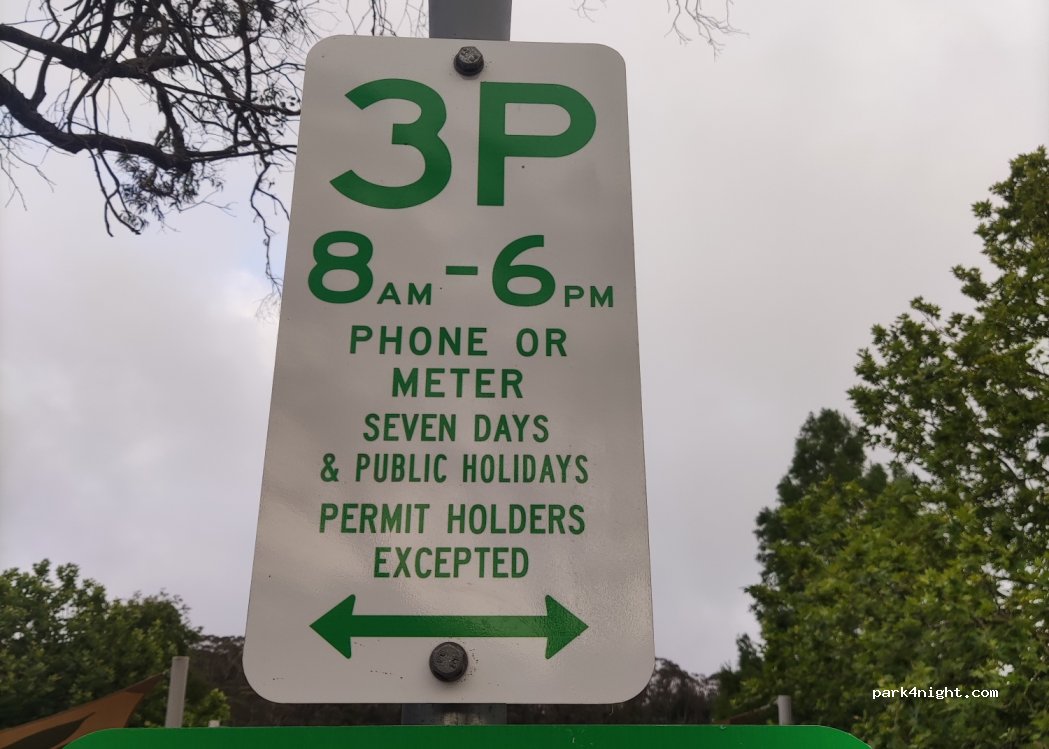 3P
8AM - 6PM
PHONE OR
METER
SEVEN DAYS
& PUBLIC HOLIDAYS
PERMIT HOLDERS
EXCEPTED
park4night.com